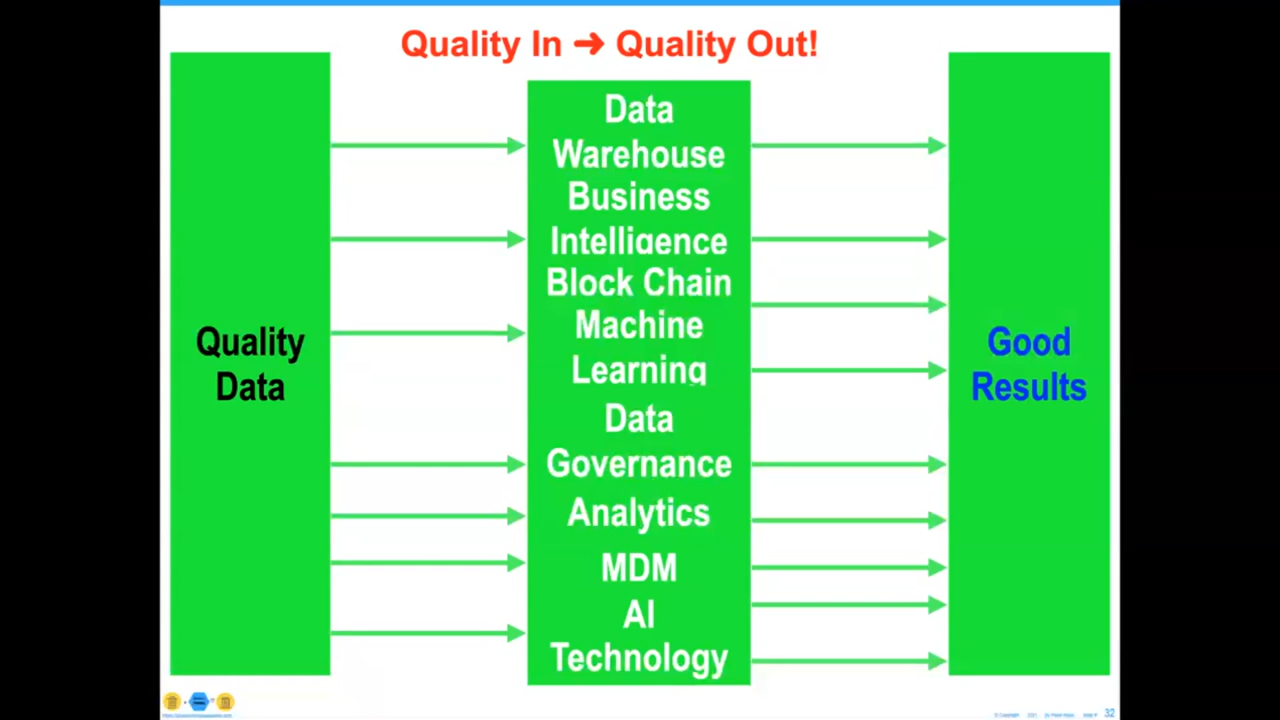 Quality In ➜ Quality Out!
Quality
Data
Data
Warehouse
Business
Intelligence
Block Chain
Machine
Learning
Data
Governance
Analytics
MDM
AI
Technology
Good
Results
32